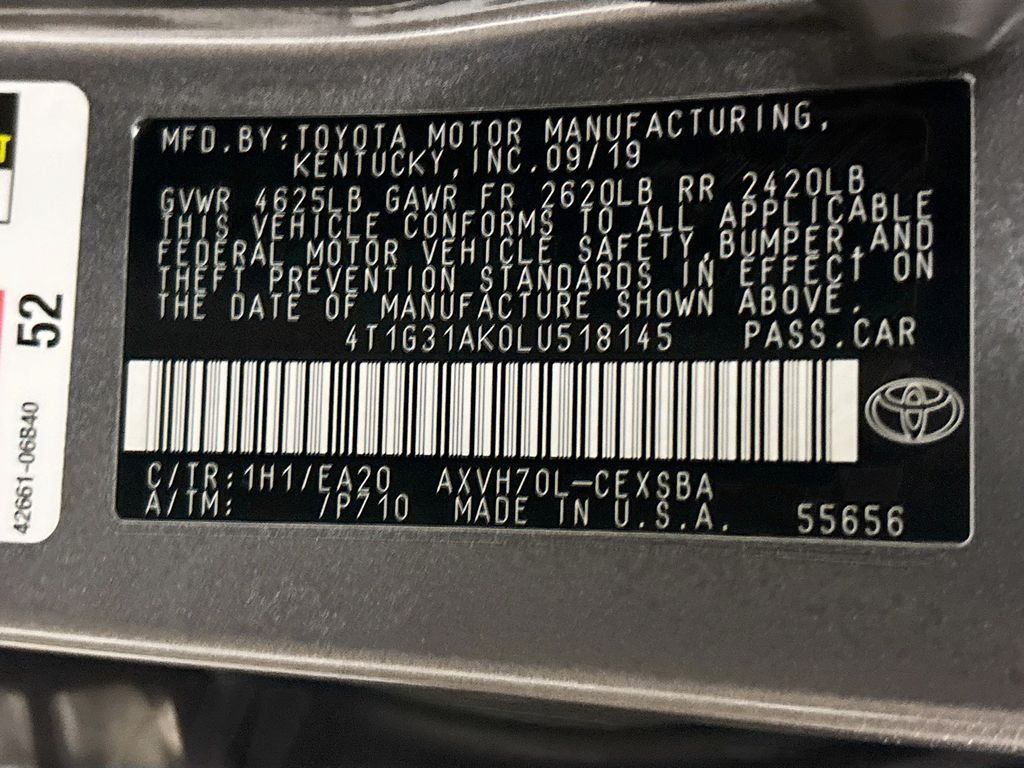 MFD.BY:TOYOTA MOTOR MANUFACTURING,
KENTUCKY,INC.09/19
GVWR 4625LB GAWR FR 2620LB RR 2420LB
THIS VEHICLE CONFORMS TO ALL APPLICABLE
FEDERAL MOTOR VEHICLE SAFETY,BUMPER,AND
THEFT PREVENTION STANDARDS IN EFFECT ON
THE DATE OF MANUFACTURE SHOWN ABOVE.
4T1G31AK0LU518145 PASS.CAR
C/TR:1H1/EA20 AXVH70L-CEXSBA
A/TM: /P710 MADE IN U.S.A. 55656
52
42661-06840